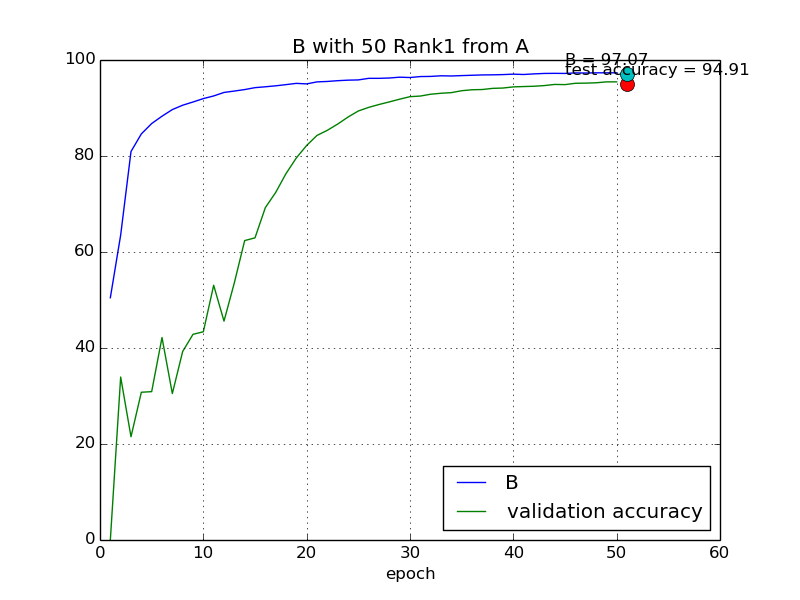 B with 50 Rank1 from A
100
80
60
40
20
0
B = 97.07
test accuracy = 94.91
B
validation accuracy
0 10 20 30 40 50 60
epoch